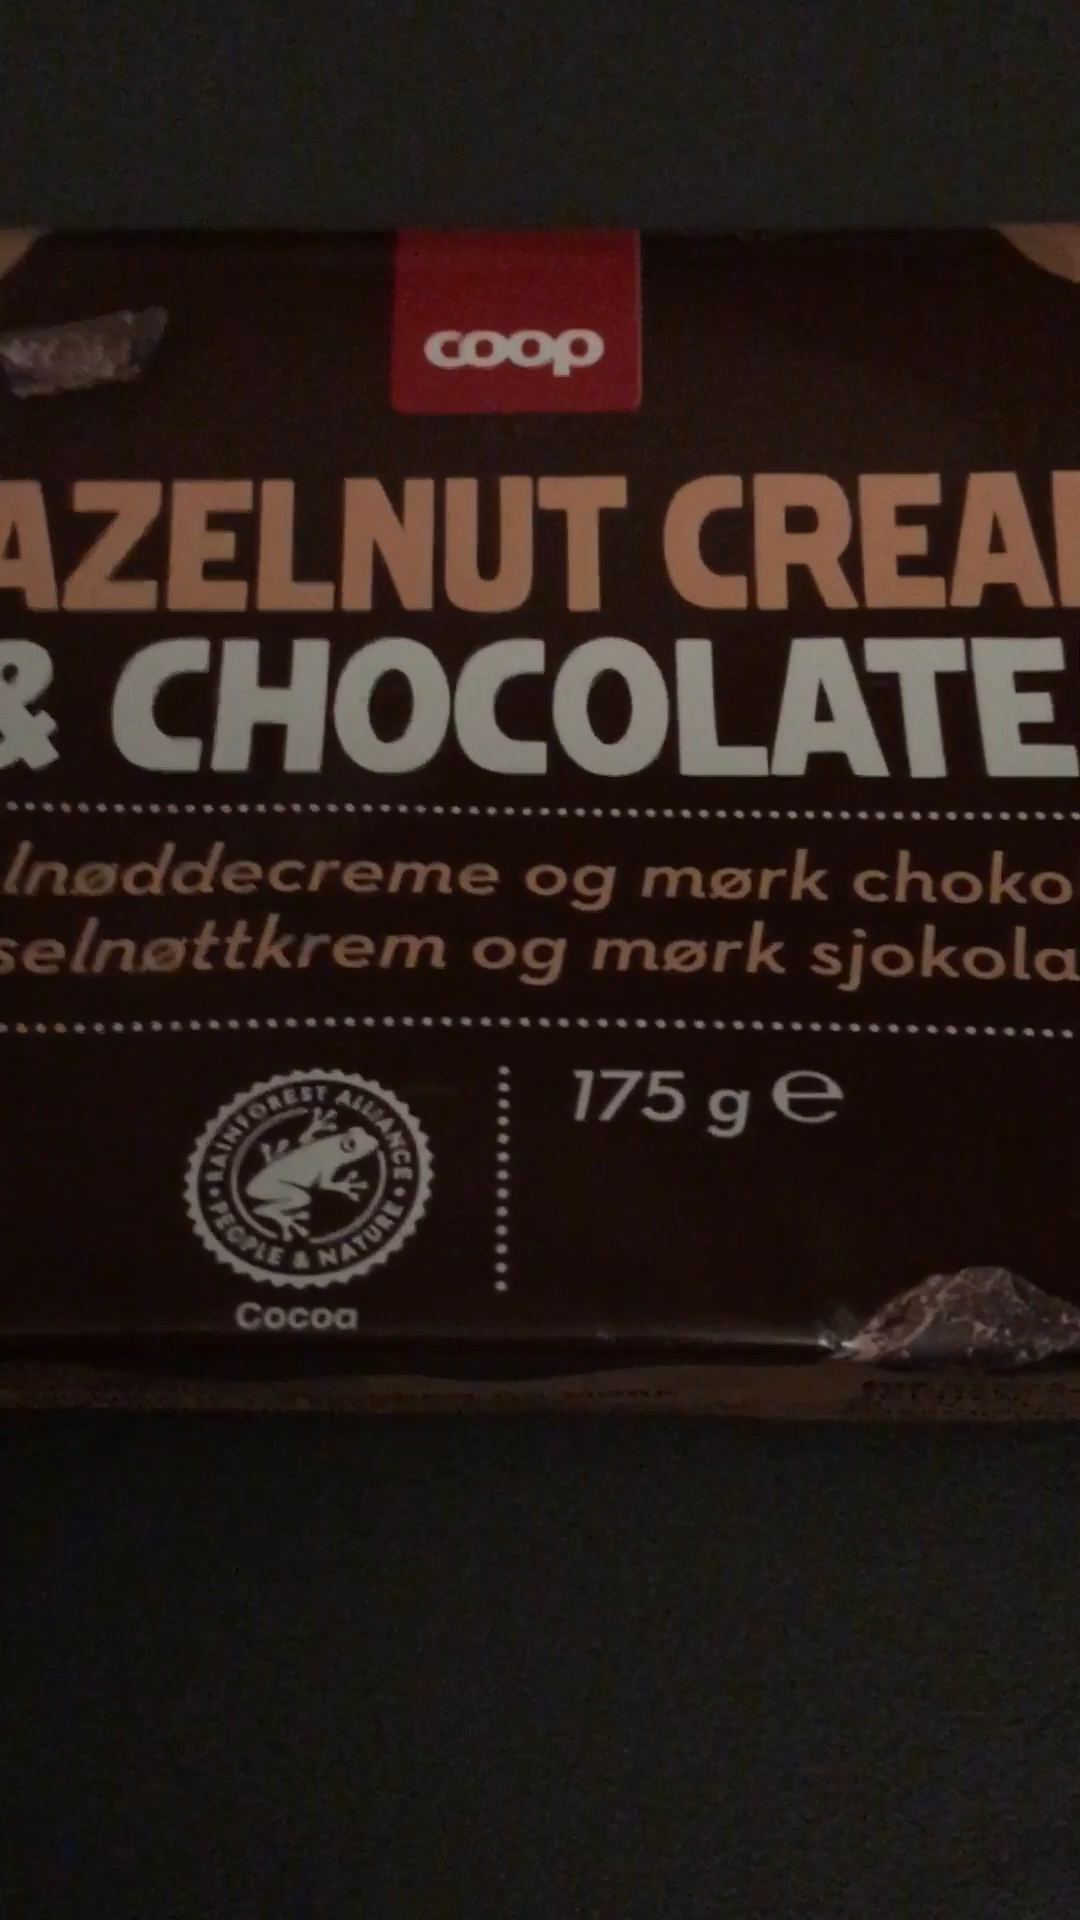 coop
AZELNUT CREA
& CHOCOLATE
lnøddecreme og mørk choko
selnøttkrem og mørk sjokola
175 g e
RAINFOREST ALLIANCE
PEOPLE & NATURE
Cocoa